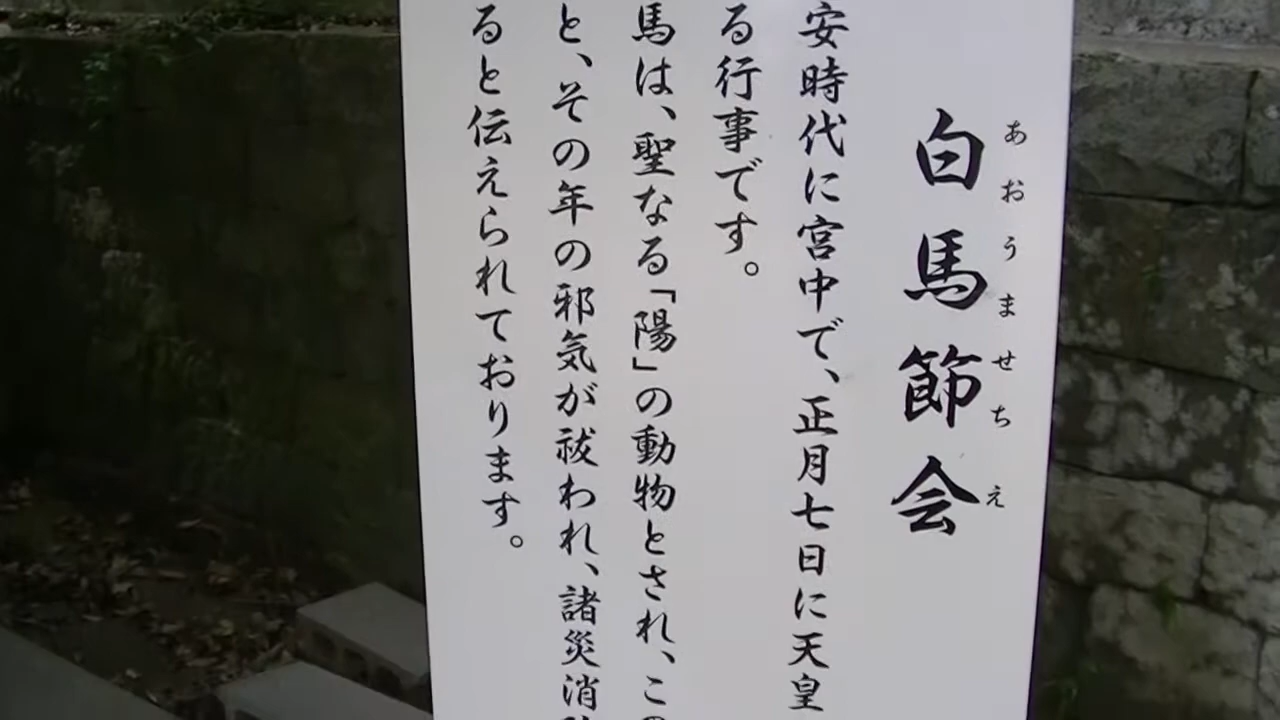 白馬節会
あおうませちえ
安時代に宮中で、正月七日に天皇
る行事です。
馬は、聖なる「陽」の動物とされ、この
と、その年の邪気が祓われ、諸災消
ると伝えられております。